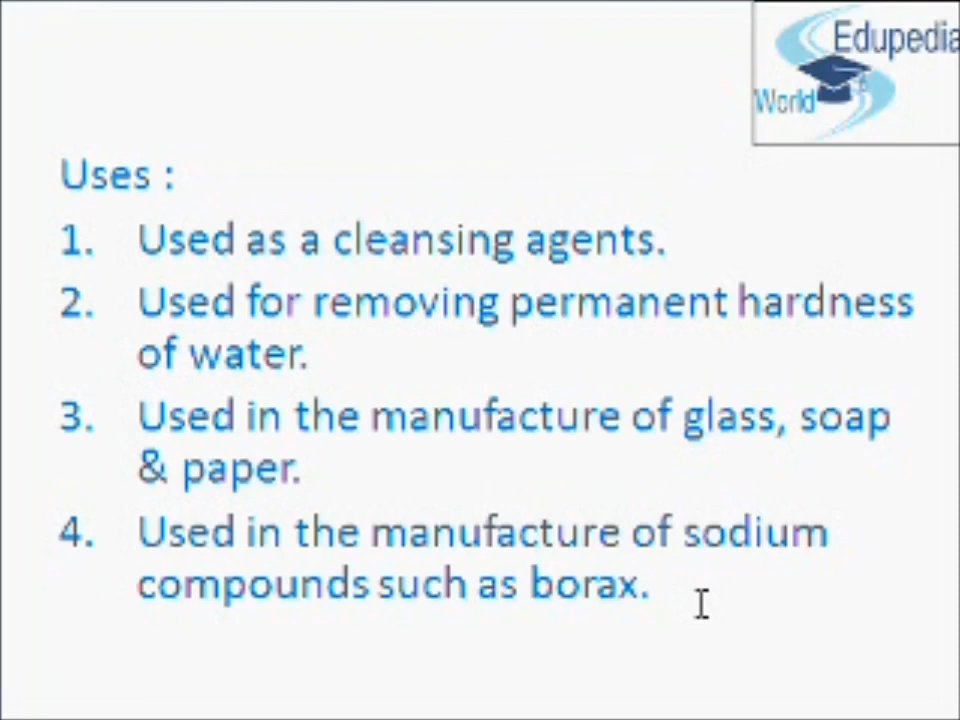 Edupedia
World
Uses :
1. Used as a cleansing agents.
2. Used for removing permanent hardness
of water.
3. Used in the manufacture of glass, soap
& paper.
4. Used in the manufacture of sodium
compounds such as borax.